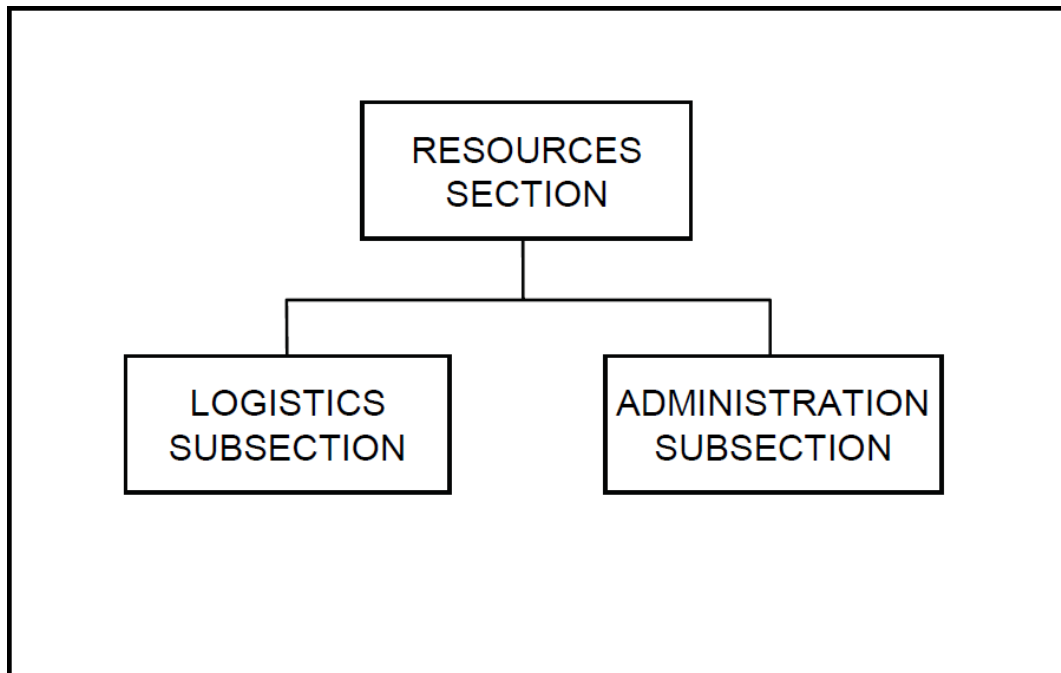 RESOURCES
SECTION
LOGISTICS
SUBSECTION
ADMINISTRATION
SUBSECTION